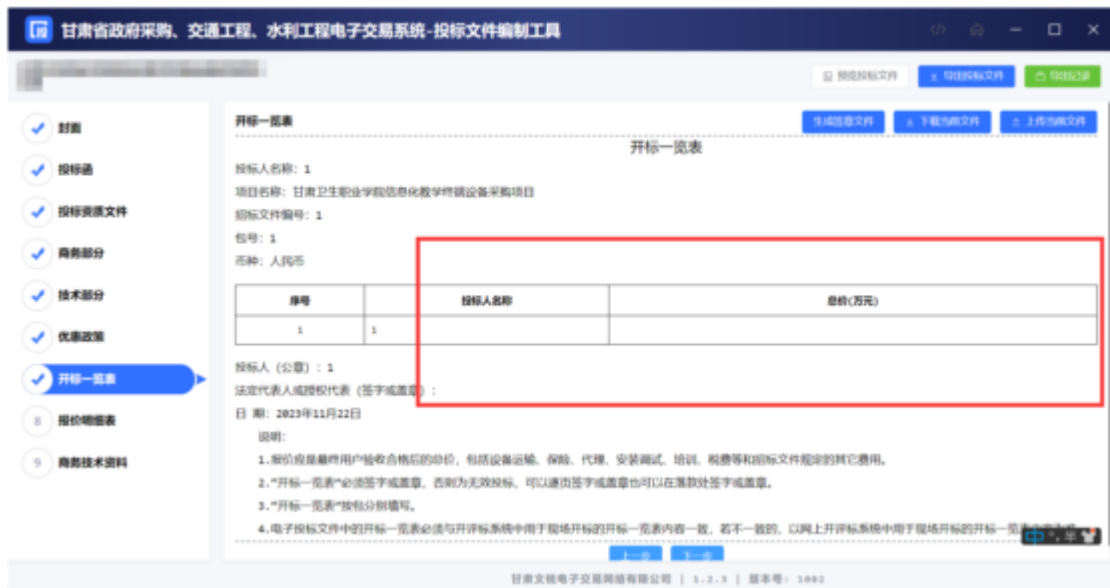 甘肃省政府采购、交通工程、水利工程电子交易系统-投标文件编制工具
预览投标文件 导出投标文件 导出记录
封面
投标函
投标资质文件
商务部分
技术部分
优惠政策
开标一览表
8 报价明细表
9 商务技术资料
开标一览表
生成签章文件 下载当前文件 上传当前文件
开标一览表
投标人名称：1
项目名称：甘肃卫生职业学院信息化教学终端设备采购项目
招标文件编号：1
包号：1
币种：人民币
序号 投标人名称 总价(万元)
1 1
投标人（公章）：1
法定代表人或授权代表（签字或盖章）：
日 期：2023年11月22日
说明：
1.报价应是最终用户验收合格后的总价，包括设备运输、保险、代理、安装调试、培训、税费等和招标文件规定的其它费用。
2."开标一览表"必须签字或盖章，否则为无效投标，可以逐页签字或盖章也可以在落款处签字或盖章。
3."开标一览表"按包分别填写。
4.电子投标文件中的开标一览表必须与开评标系统中用于现场开标的开标一览表内容一致，若不一致的，以网上开评标系统中用于现场开标的开标一
中 半
上一步 下一步
甘肃文锐电子交易网络有限公司 | 1.2.3 | 版本号：1002